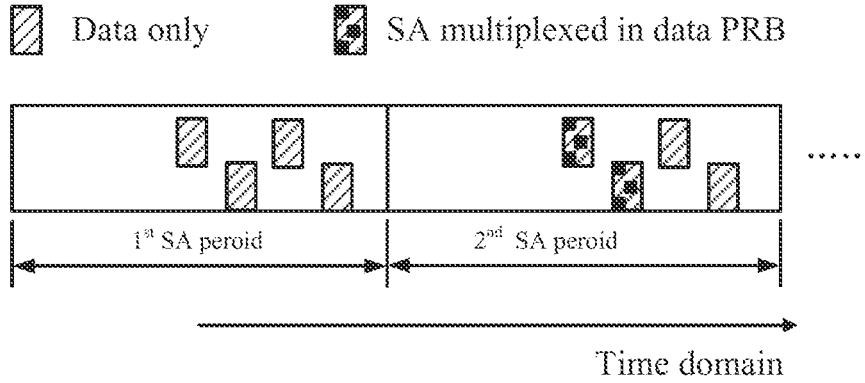 Data only
SA multiplexed in data PRB
.....
1st SA peroid
2nd SA peroid
Time domain